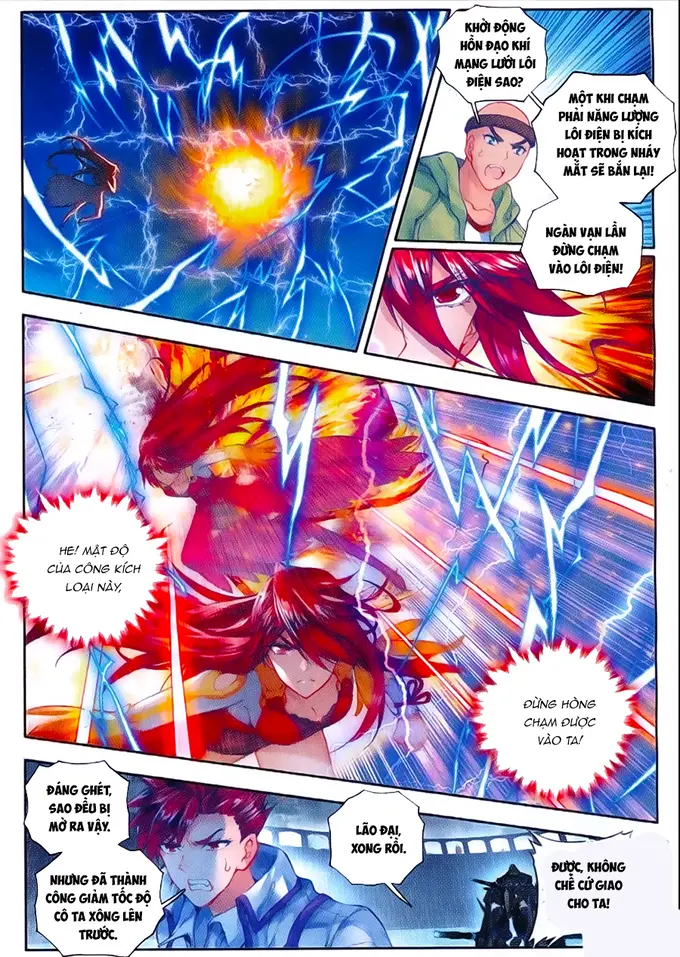 KHỞI ĐỘNG
HỒN ĐẠO KHÍ
MẠNG LƯỚI LÔI
ĐIỆN SAO?
MỘT KHI CHẠM
PHẢI NĂNG LƯỢNG
LÔI ĐIỆN BỊ KÍCH
HOẠT TRONG NHÁY
MẮT SẼ BẮN LẠI!
NGÀN VẠN LẦN
ĐỪNG CHẠM
VÀO LÔI ĐIỆN!
HE! MẬT ĐỘ
CỦA CÔNG KÍCH
LOẠI NÀY,
ĐỪNG HÒNG
CHẠM ĐƯỢC
VÀO TA!
ĐÁNG GHÉT,
SAO ĐỀU BỊ
MỞ RA VẬY.
NHƯNG ĐÃ THÀNH
CÔNG GIẢM TỐC ĐỘ
CÔ TA XÔNG LÊN
TRƯỚC.
LÃO ĐẠI,
XONG RỒI.
ĐƯỢC, KHÔNG
CHẾ CỨ GIAO
CHO TA!